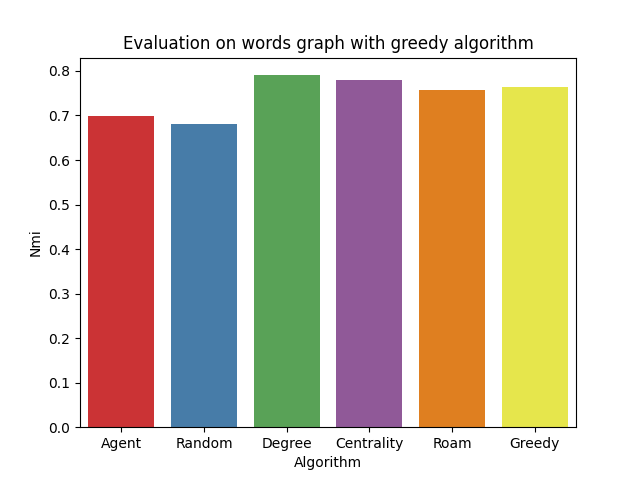 Evaluation on words graph with greedy algorithm
0.8
0.7
0.6
0.5
0.4
0.3
0.2
0.1
0.0
Nmi
Agent Random Degree Centrality Roam Greedy
Algorithm